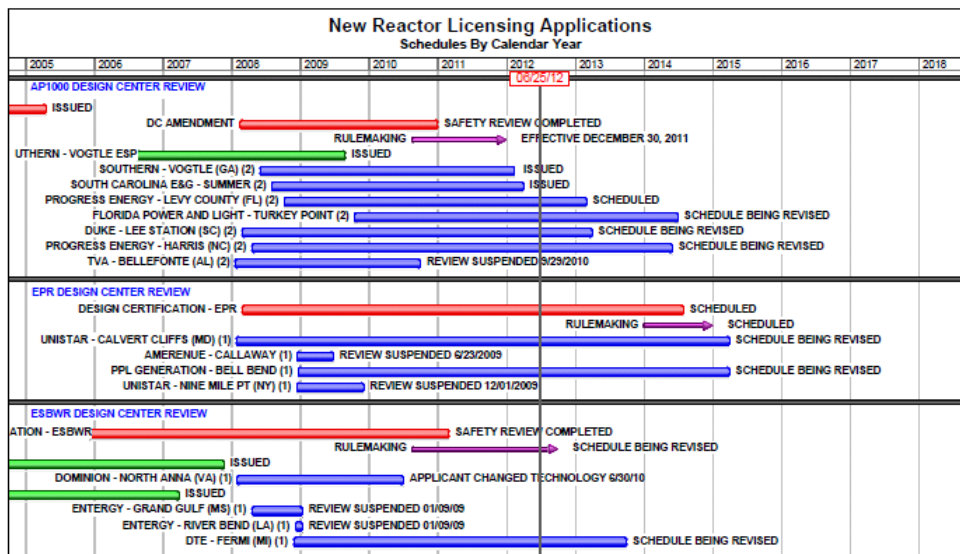 New Reactor Licensing Applications
Schedules By Calendar Year
2005 2006 2007 2008 2009 2010 2011 2012 2013 2014 2015 2016 2017 2018
06/25/12
AP1000 DESIGN CENTER REVIEW
ISSUED
DC AMENDMENT SAFETY REVIEW COMPLETED
RULEMAKING EFFECTIVE DECEMBER 30, 2011
UTHERN - VOGTLE ESP ISSUED
SOUTHERN - VOGTLE (GA) (2) ISSUED
SOUTH CAROLINA E&G - SUMMER (2) ISSUED
PROGRESS ENERGY - LEVY COUNTY (FL) (2) SCHEDULED
FLORIDA POWER AND LIGHT - TURKEY POINT (2) SCHEDULE BEING REVISED
DUKE - LEE STATION (SC) (2) SCHEDULE BEING REVISED
PROGRESS ENERGY - HARRIS (NC) (2) SCHEDULE BEING REVISED
TVA - BELLEFONTE (AL) (2) REVIEW SUSPENDED 9/29/2010
EPR DESIGN CENTER REVIEW
DESIGN CERTIFICATION - EPR SCHEDULED
RULEMAKING SCHEDULED
UNISTAR - CALVERT CLIFFS (MD) (1) SCHEDULE BEING REVISED
AMERENUE - CALLAWAY (1) REVIEW SUSPENDED 6/23/2009
PPL GENERATION - BELL BEND (1) SCHEDULE BEING REVISED
UNISTAR - NINE MILE PT (NY) (1) REVIEW SUSPENDED 12/01/2009
ESBWR DESIGN CENTER REVIEW
ATION - ESBWR SAFETY REVIEW COMPLETED
RULEMAKING SCHEDULE BEING REVISED
ISSUED
DOMINION - NORTH ANNA (VA) (1) APPLICANT CHANGED TECHNOLOGY 6/30/10
ISSUED
ENTERGY - GRAND GULF (MS) (1) REVIEW SUSPENDED 01/09/09
ENTERGY - RIVER BEND (LA) (1) REVIEW SUSPENDED 01/09/09
DTE - FERMI (MI) (1) SCHEDULE BEING REVISED